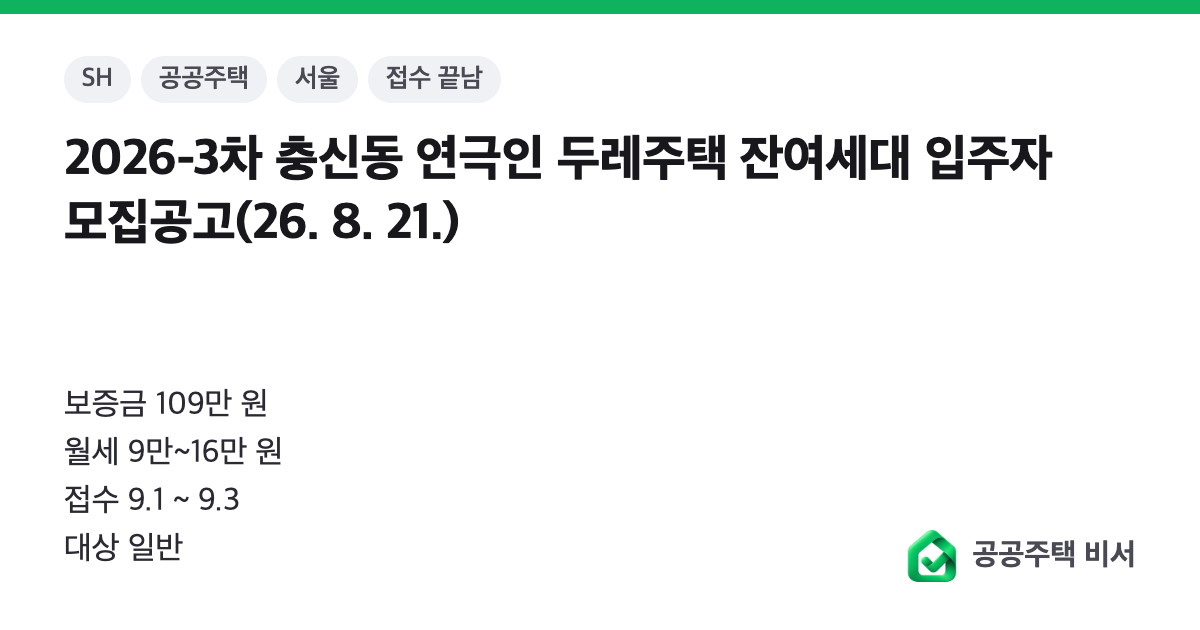 SH 공공주택 서울 접수 끝남
2026-3차 충신동 연극인 두레주택 잔여세대 입주자
모집공고(26. 8. 21.)
보증금 109만 원
월세 9만~16만 원
접수 9.1 ~ 9.3
대상 일반
공공주택 비서